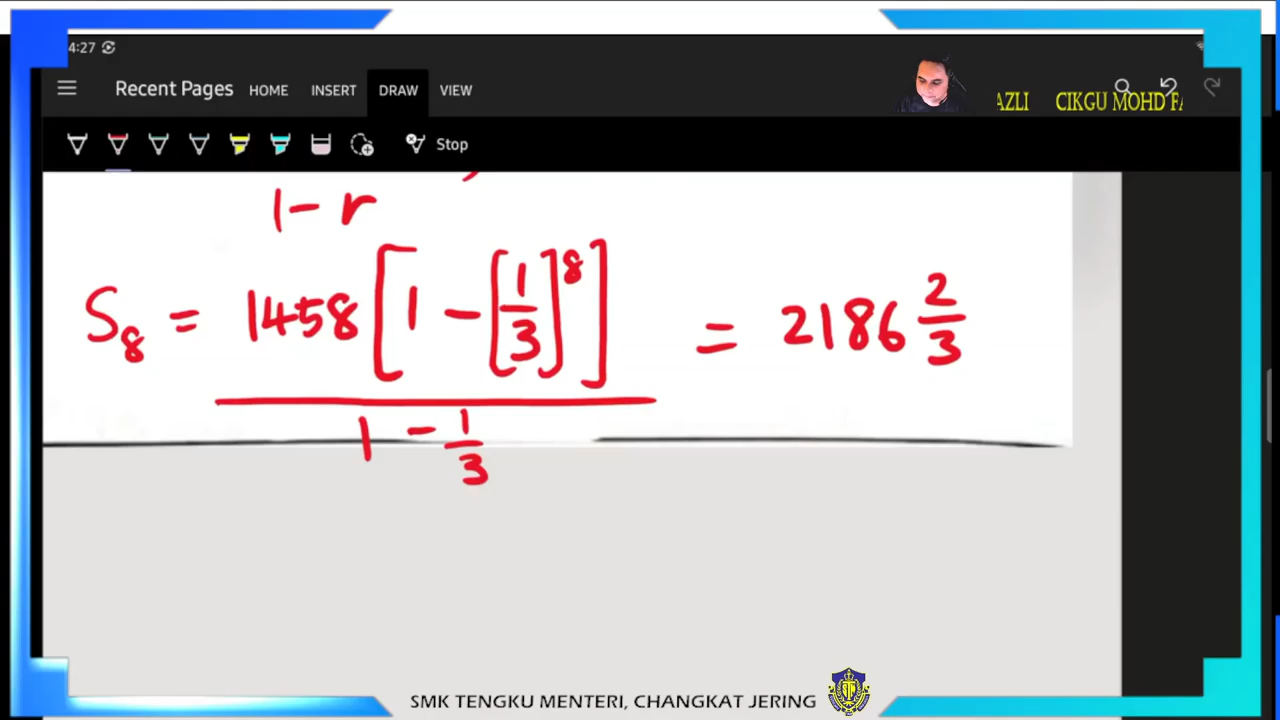 4:27
Recent Pages HOME INSERT DRAW VIEW
AZLI CIKGU MOHD FA
Stop
1 - r
S₈ = 1458[1 - [1/3]⁸] / 1 - 1/3 = 2186 2/3
SMK TENGKU MENTERI, CHANGKAT JERING